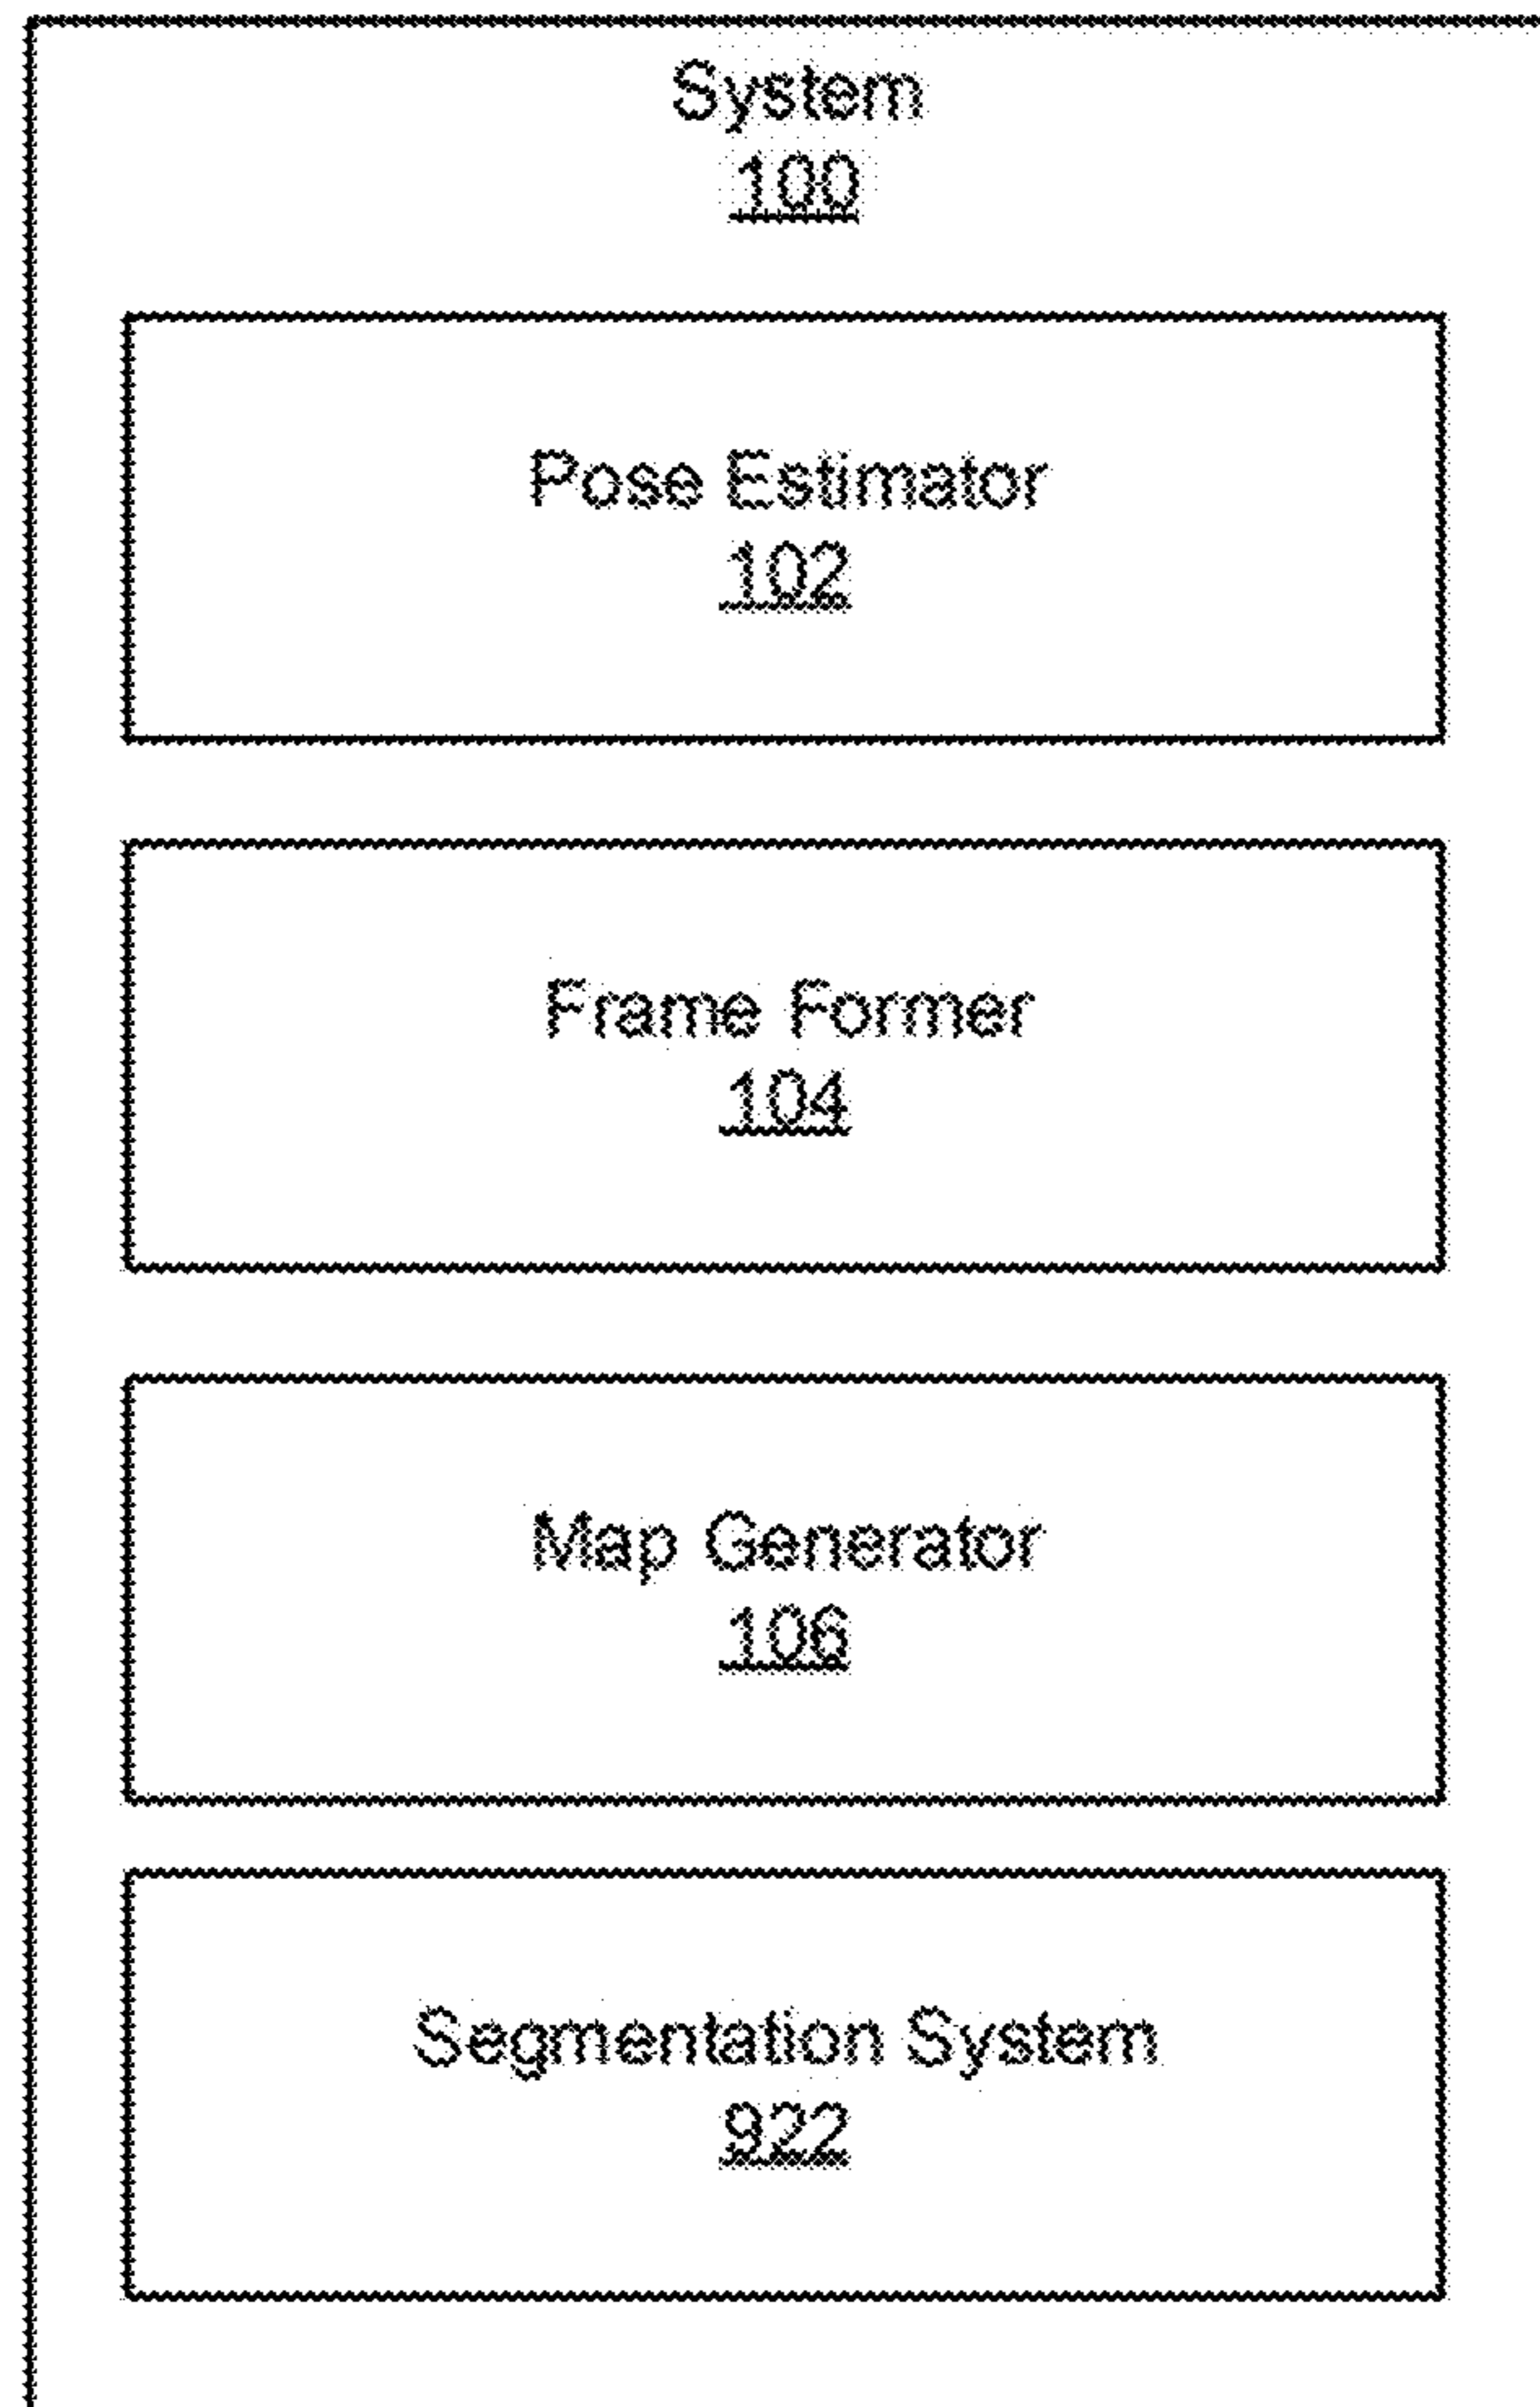 System
100
Pose Estimator
102
Frame Former
104
Map Generator
106
Segmentation System
922